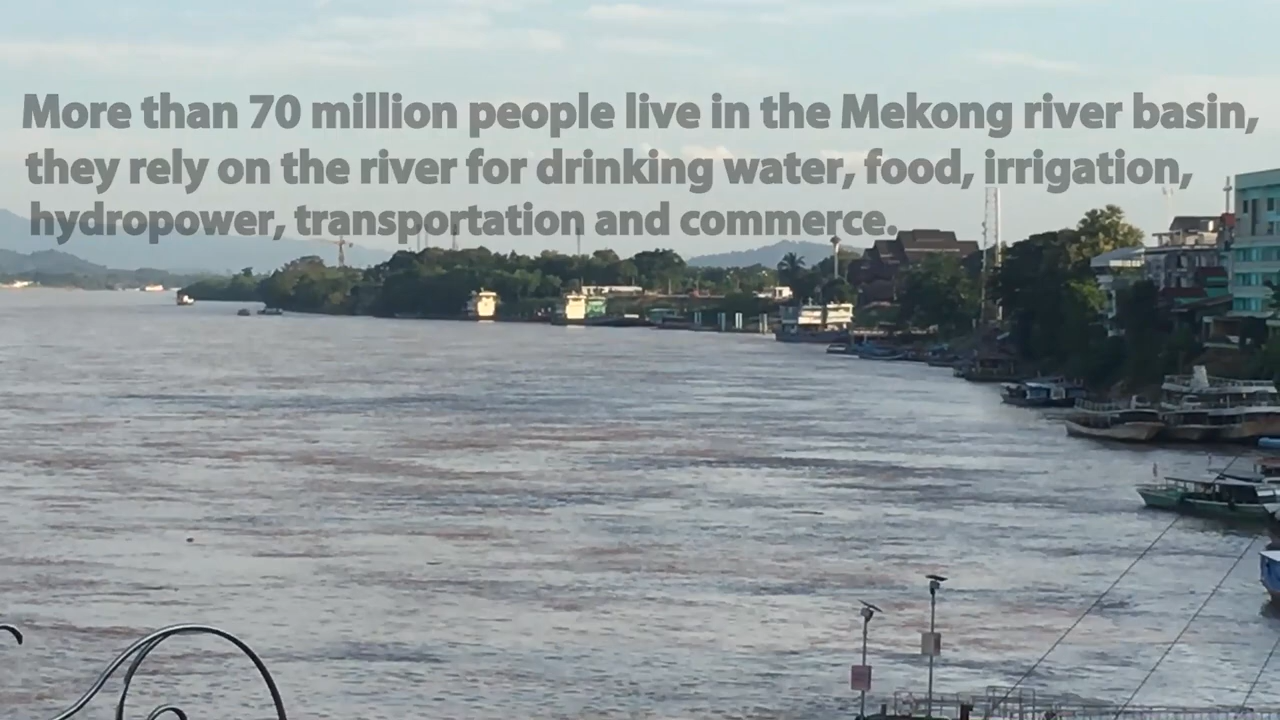 More than 70 million people live in the Mekong river basin,
they rely on the river for drinking water, food, irrigation,
hydropower, transportation and commerce.